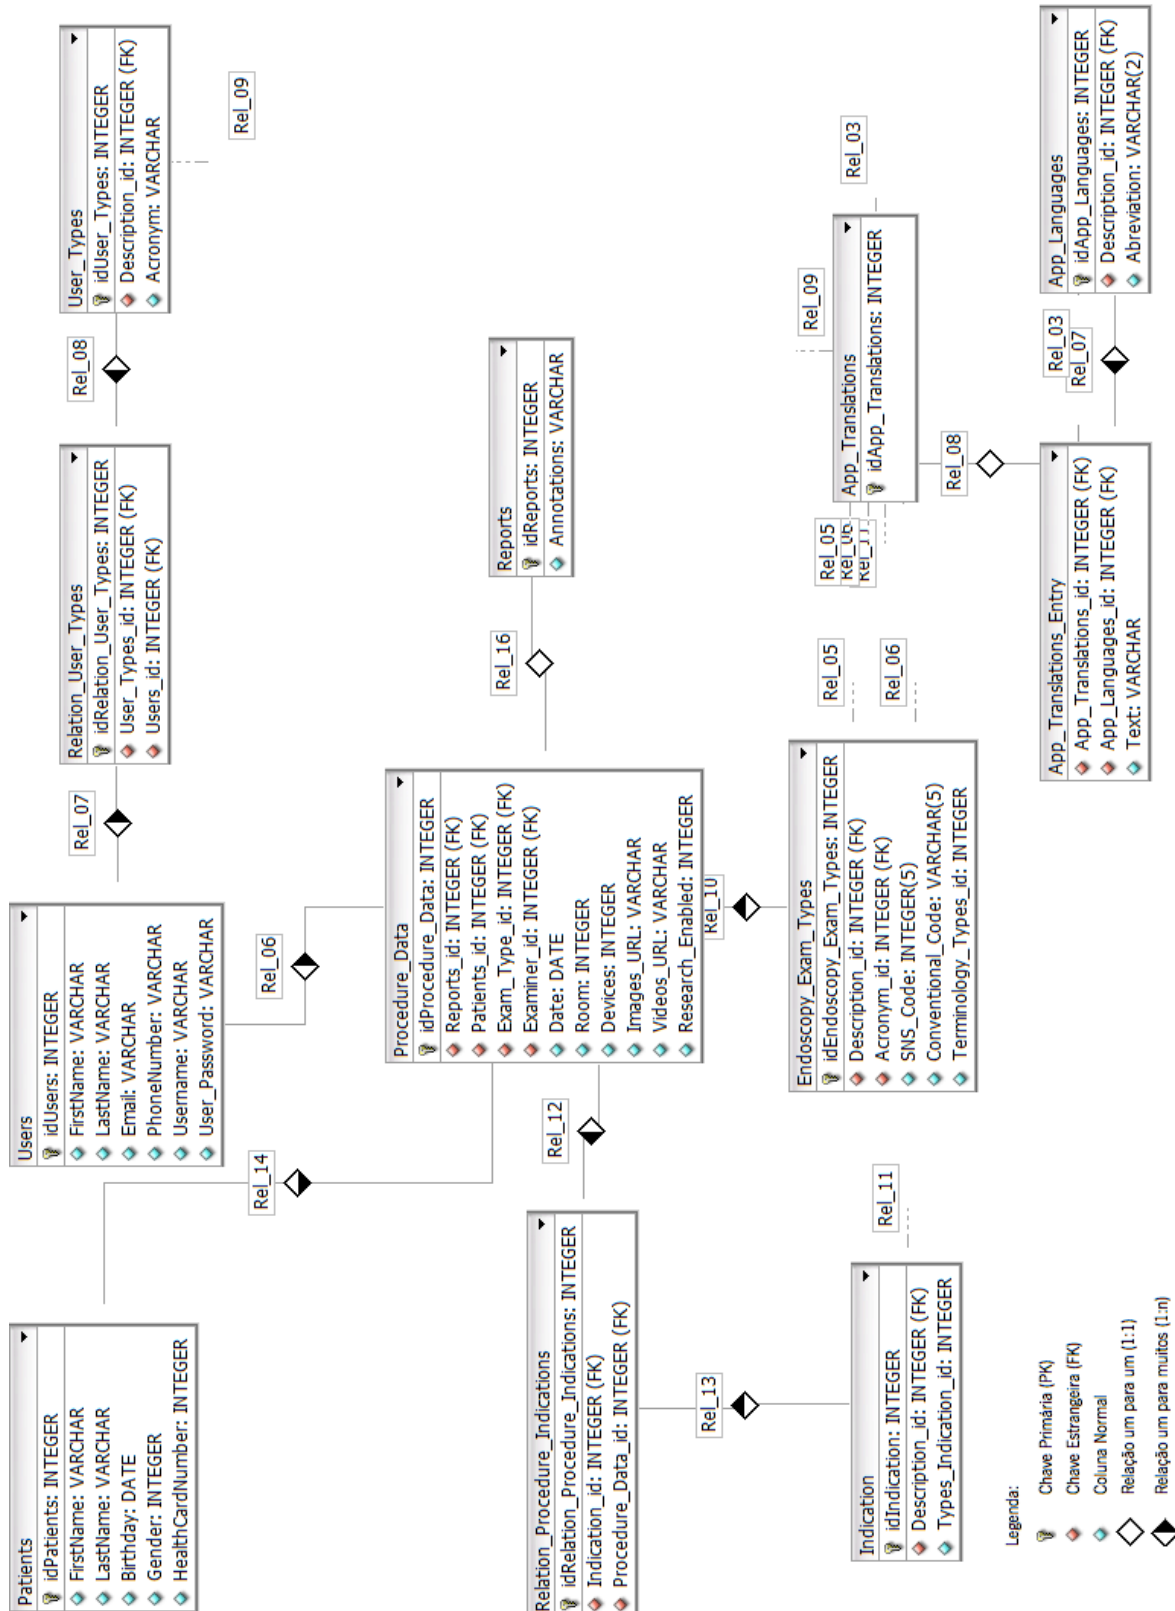 Patients
idPatients: INTEGER
FirstName: VARCHAR
LastName: VARCHAR
Birthday: DATE
Gender: INTEGER
HealthCardNumber: INTEGER
Users
idUsers: INTEGER
FirstName: VARCHAR
LastName: VARCHAR
Email: VARCHAR
PhoneNumber: VARCHAR
Username: VARCHAR
User_Password: VARCHAR
Rel_07
Relation_User_Types
idRelation_User_Types: INTEGER
User_Types_id: INTEGER (FK)
Users_id: INTEGER (FK)
Rel_08
User_Types
idUser_Types: INTEGER
Description_id: INTEGER (FK)
Acronym: VARCHAR
Rel_09
Rel_14
Rel_06
Procedure_Data
idProcedure_Data: INTEGER
Reports_id: INTEGER (FK)
Patients_id: INTEGER (FK)
Exam_Type_id: INTEGER (FK)
Examiner_id: INTEGER (FK)
Date: DATE
Room: INTEGER
Devices: INTEGER
Images_URL: VARCHAR
Videos_URL: VARCHAR
Research_Enabled: INTEGER
Rel_16
Reports
idReports: INTEGER
Annotations: VARCHAR
Relation_Procedure_Indications
idRelation_Procedure_Indications: INTEGER
Indication_id: INTEGER (FK)
Procedure_Data_id: INTEGER (FK)
Rel_12
Rel_13
Rel_10
Endoscopy_Exam_Types
idEndoscopy_Exam_Types: INTEGER
Description_id: INTEGER (FK)
Acronym_id: INTEGER (FK)
SNS_Code: INTEGER(5)
Conventional_Code: VARCHAR(5)
Terminology_Types_id: INTEGER
Rel_05
Rel_06
Rel_05
Rel_06
Rel_11
App_Translations
idApp_Translations: INTEGER
Rel_09
Rel_03
Rel_08
Indication
idIndication: INTEGER
Description_id: INTEGER (FK)
Types_Indication_id: INTEGER
Rel_11
App_Translations_Entry
App_Translations_id: INTEGER (FK)
App_Languages_id: INTEGER (FK)
Text: VARCHAR
Rel_03
Rel_07
App_Languages
idApp_Languages: INTEGER
Description_id: INTEGER (FK)
Abreviation: VARCHAR(2)
Legenda:
Chave Primária (PK)
Chave Estrangeira (FK)
Coluna Normal
Relação um para um (1:1)
Relação um para muitos (1:n)